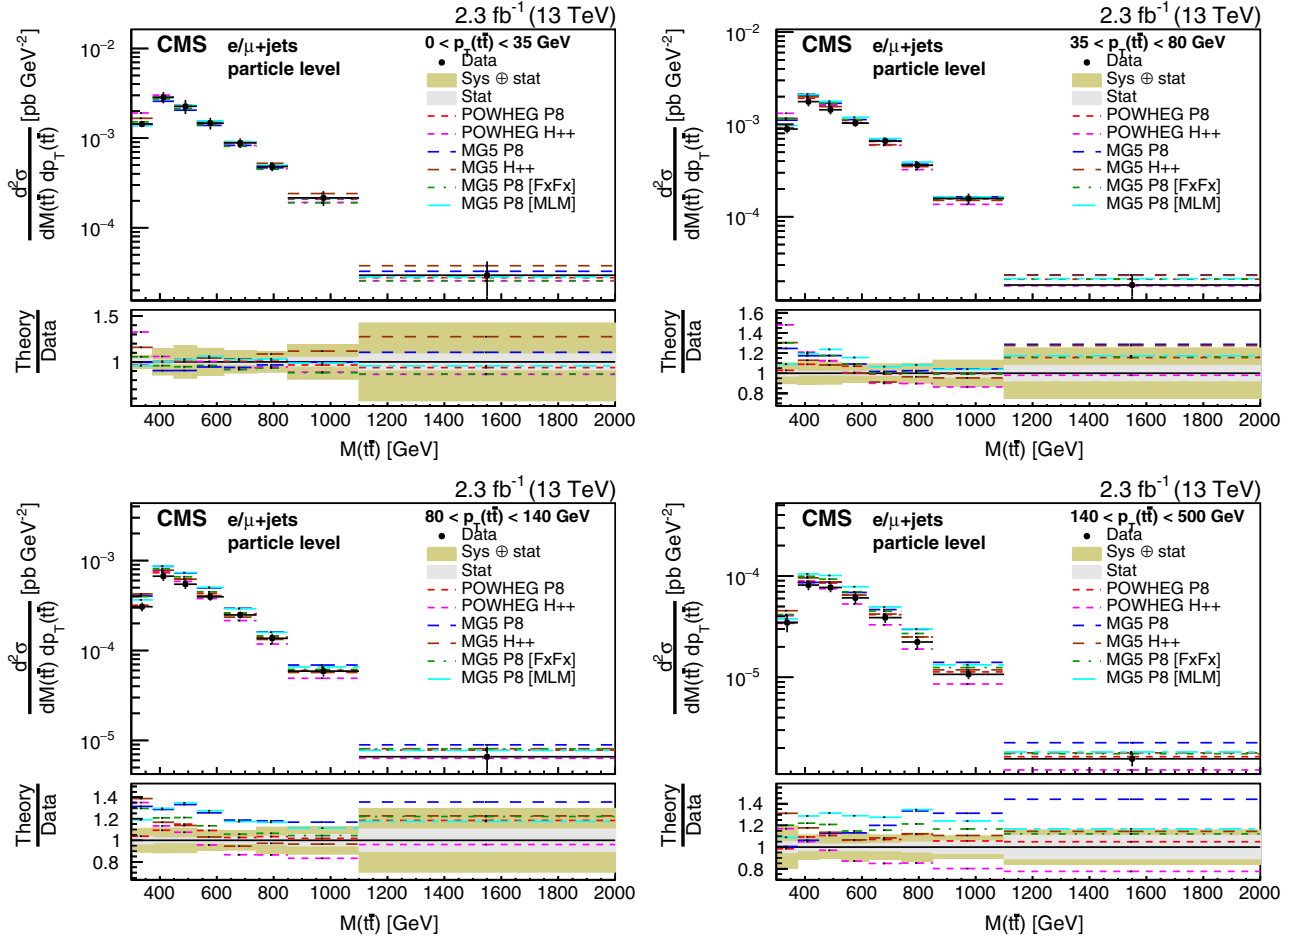 2.3 fb⁻¹ (13 TeV)
CMS e/μ+jets
particle level
0 < p_T(tt̄) < 35 GeV
Data
Sys ⊕ stat
Stat
POWHEG P8
POWHEG H++
MG5 P8
MG5 H++
MG5 P8 [FxFx]
MG5 P8 [MLM]
d²σ / dM(tt̄) dp_T(tt̄) [pb GeV⁻²]
10⁻²
10⁻³
10⁻⁴
Theory / Data
1.5
1
400 600 800 1000 1200 1400 1600 1800 2000
M(tt̄) [GeV]
2.3 fb⁻¹ (13 TeV)
CMS e/μ+jets
particle level
35 < p_T(tt̄) < 80 GeV
Data
Sys ⊕ stat
Stat
POWHEG P8
POWHEG H++
MG5 P8
MG5 H++
MG5 P8 [FxFx]
MG5 P8 [MLM]
d²σ / dM(tt̄) dp_T(tt̄) [pb GeV⁻²]
10⁻²
10⁻³
10⁻⁴
Theory / Data
1.6
1.4
1.2
1
0.8
400 600 800 1000 1200 1400 1600 1800 2000
M(tt̄) [GeV]
2.3 fb⁻¹ (13 TeV)
CMS e/μ+jets
particle level
80 < p_T(tt̄) < 140 GeV
Data
Sys ⊕ stat
Stat
POWHEG P8
POWHEG H++
MG5 P8
MG5 H++
MG5 P8 [FxFx]
MG5 P8 [MLM]
d²σ / dM(tt̄) dp_T(tt̄) [pb GeV⁻²]
10⁻³
10⁻⁴
10⁻⁵
Theory / Data
1.4
1.2
1
0.8
400 600 800 1000 1200 1400 1600 1800 2000
M(tt̄) [GeV]
2.3 fb⁻¹ (13 TeV)
CMS e/μ+jets
particle level
140 < p_T(tt̄) < 500 GeV
Data
Sys ⊕ stat
Stat
POWHEG P8
POWHEG H++
MG5 P8
MG5 H++
MG5 P8 [FxFx]
MG5 P8 [MLM]
d²σ / dM(tt̄) dp_T(tt̄) [pb GeV⁻²]
10⁻⁴
10⁻⁵
Theory / Data
1.4
1.2
1
0.8
400 600 800 1000 1200 1400 1600 1800 2000
M(tt̄) [GeV]